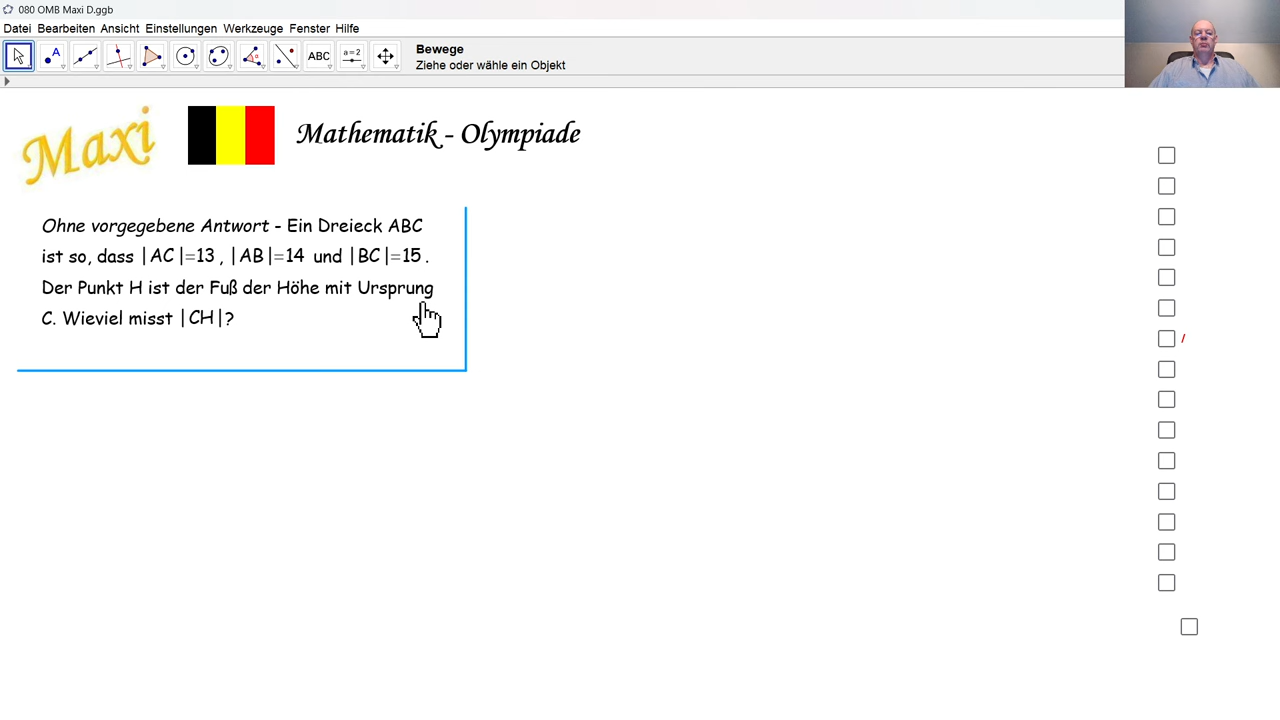 080 OMB Maxi D.ggb
Datei Bearbeiten Ansicht Einstellungen Werkzeuge Fenster Hilfe
A
ABC
a=2
Bewege
Ziehe oder wähle ein Objekt
Maxi
Mathematik - Olympiade
Ohne vorgegebene Antwort - Ein Dreieck ABC
ist so, dass |AC|=13, |AB|=14 und |BC|=15.
Der Punkt H ist der Fuß der Höhe mit Ursprung
C. Wieviel misst |CH|?